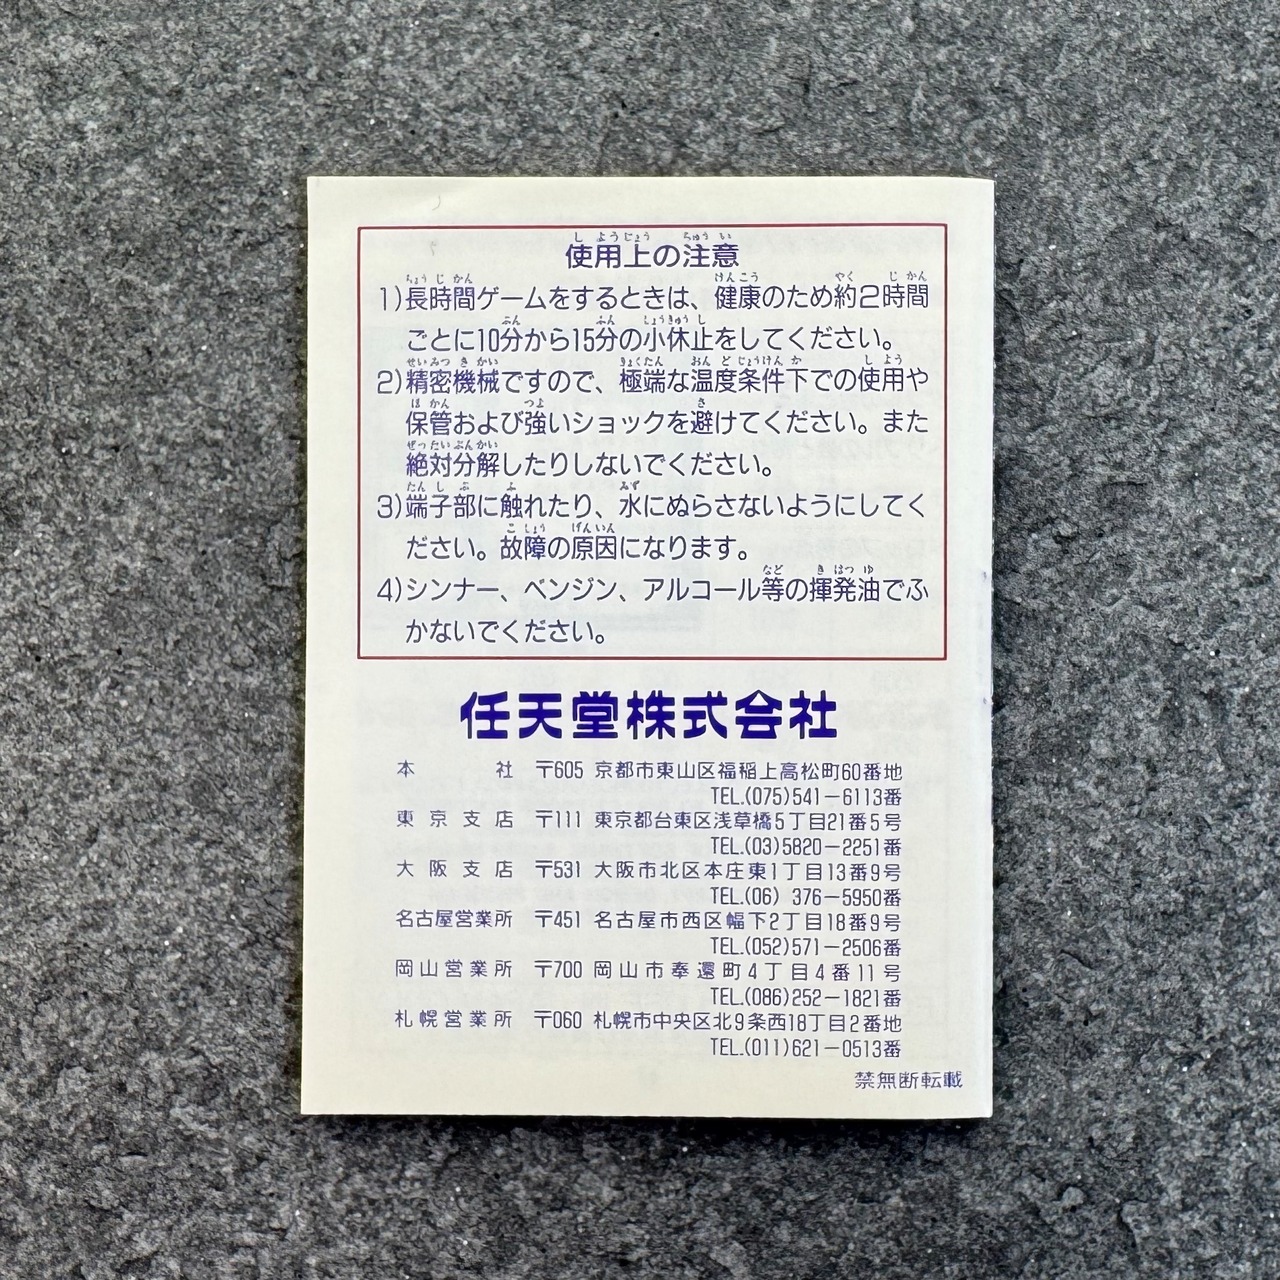 使用上の注意
1)長時間ゲームをするときは、健康のため約2時間
ごとに10分から15分の小休止をしてください。
2)精密機械ですので、極端な温度条件下での使用や
保管および強いショックを避けてください。また
絶対分解したりしないでください。
3)端子部に触れたり、水にぬらさないようにしてく
ださい。故障の原因になります。
4)シンナー、ベンジン、アルコール等の揮発油でふ
かないでください。
任天堂株式会社
本社 〒605 京都市東山区福稲上高松町60番地
TEL.(075)541−6113番
東京支店 〒111 東京都台東区浅草橋5丁目21番5号
TEL.(03)5820−2251番
大阪支店 〒531 大阪市北区本庄東1丁目13番9号
TEL.(06) 376−5950番
名古屋営業所 〒451 名古屋市西区幅下2丁目18番9号
TEL.(052)571−2506番
岡山営業所 〒700 岡山市奉還町4丁目4番11号
TEL.(086)252−1821番
札幌営業所 〒060 札幌市中央区北9条西18丁目2番地
TEL.(011)621−0513番
禁無断転載